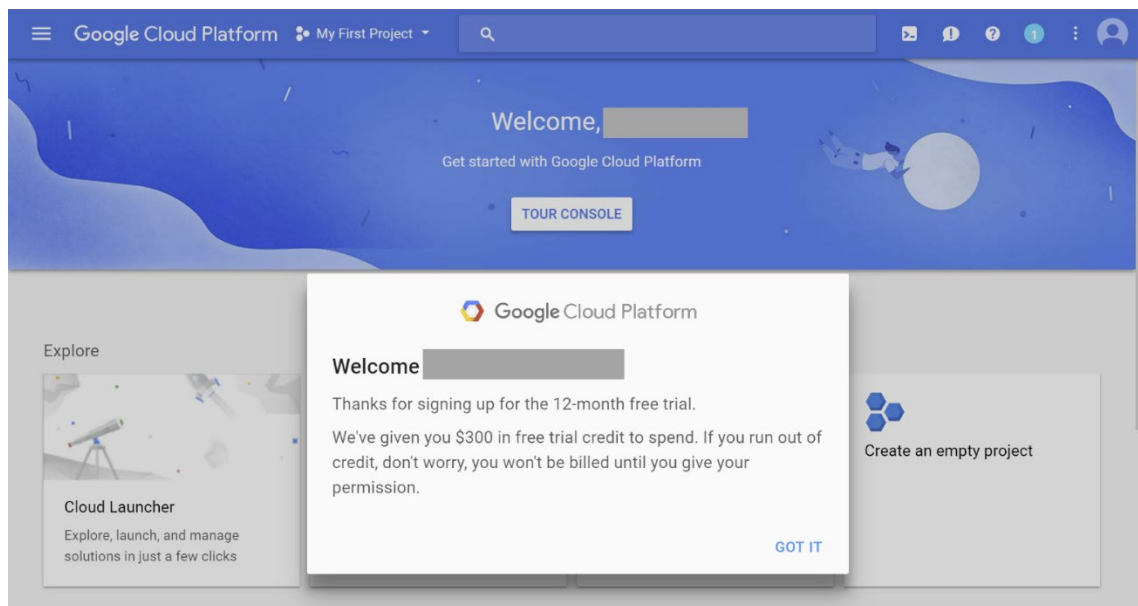 Google Cloud Platform My First Project
1
Welcome,
Get started with Google Cloud Platform
TOUR CONSOLE
Google Cloud Platform
Explore
Welcome
Thanks for signing up for the 12-month free trial.
We've given you $300 in free trial credit to spend. If you run out of
credit, don't worry, you won't be billed until you give your
permission.
GOT IT
Cloud Launcher
Explore, launch, and manage
solutions in just a few clicks
Create an empty project